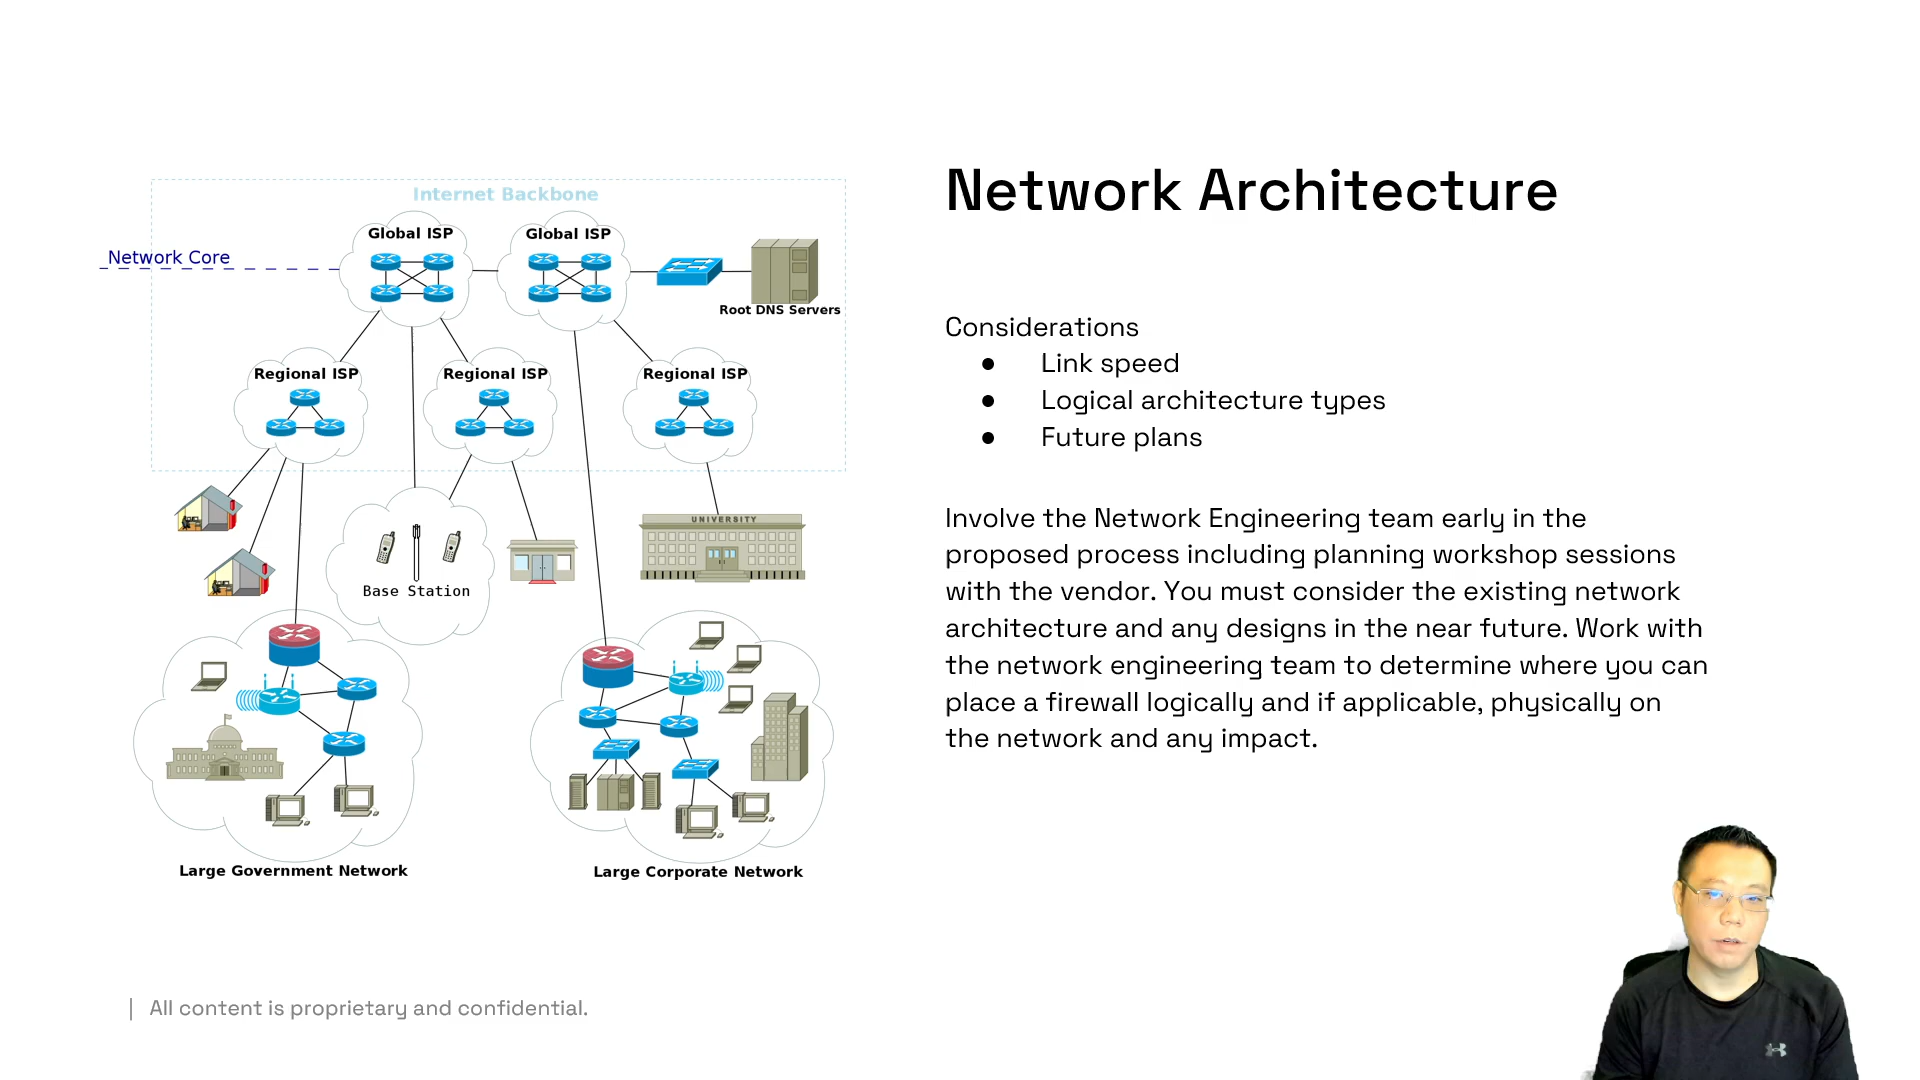 Internet Backbone
Global ISP
Global ISP
Network Core
Root DNS Servers
Regional ISP
Regional ISP
Regional ISP
UNIVERSITY
Base Station
Large Government Network
Large Corporate Network
Network Architecture
Considerations
● Link speed
● Logical architecture types
● Future plans
Involve the Network Engineering team early in the
proposed process including planning workshop sessions
with the vendor. You must consider the existing network
architecture and any designs in the near future. Work with
the network engineering team to determine where you can
place a firewall logically and if applicable, physically on
the network and any impact.
| All content is proprietary and confidential.